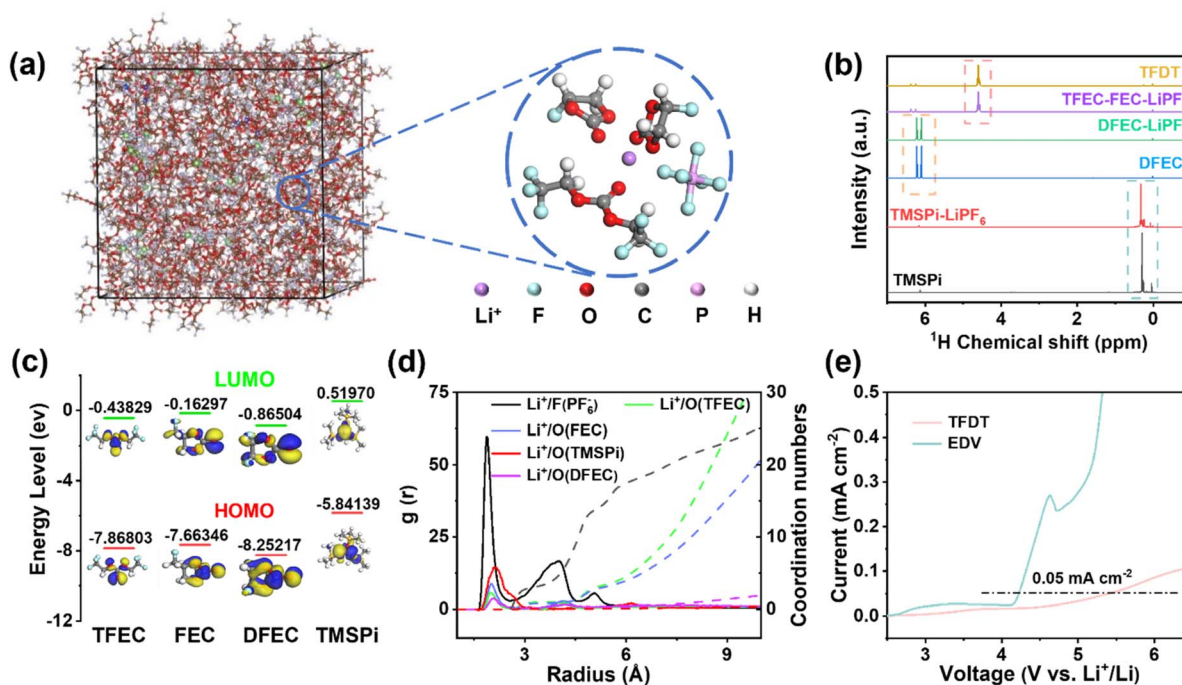 (a)
Li⁺ F O C P H
(b)
TFDT
TFEC-FEC-LiPF
DFEC-LiPF
DFEC
TMSPi-LiPF₆
TMSPi
Intensity (a.u.)
6 4 2 0
¹H Chemical shift (ppm)
(c)
LUMO
-0.43829 -0.16297 -0.86504 0.51970
HOMO
-7.86803 -7.66346 -8.25217 -5.84139
Energy Level (ev)
0
-4
-8
-12
TFEC FEC DFEC TMSPi
(d)
Li⁺/F(PF₆⁻) Li⁺/O(TFEC)
Li⁺/O(FEC)
Li⁺/O(TMSPi)
Li⁺/O(DFEC)
g (r)
75
50
25
0
Coordination numbers
30
20
10
0
3 6 9
Radius (Å)
(e)
TFDT
EDV
0.05 mA cm⁻²
Current (mA cm⁻²)
0.5
0.4
0.3
0.2
0.1
0.0
3 4 5 6
Voltage (V vs. Li⁺/Li)